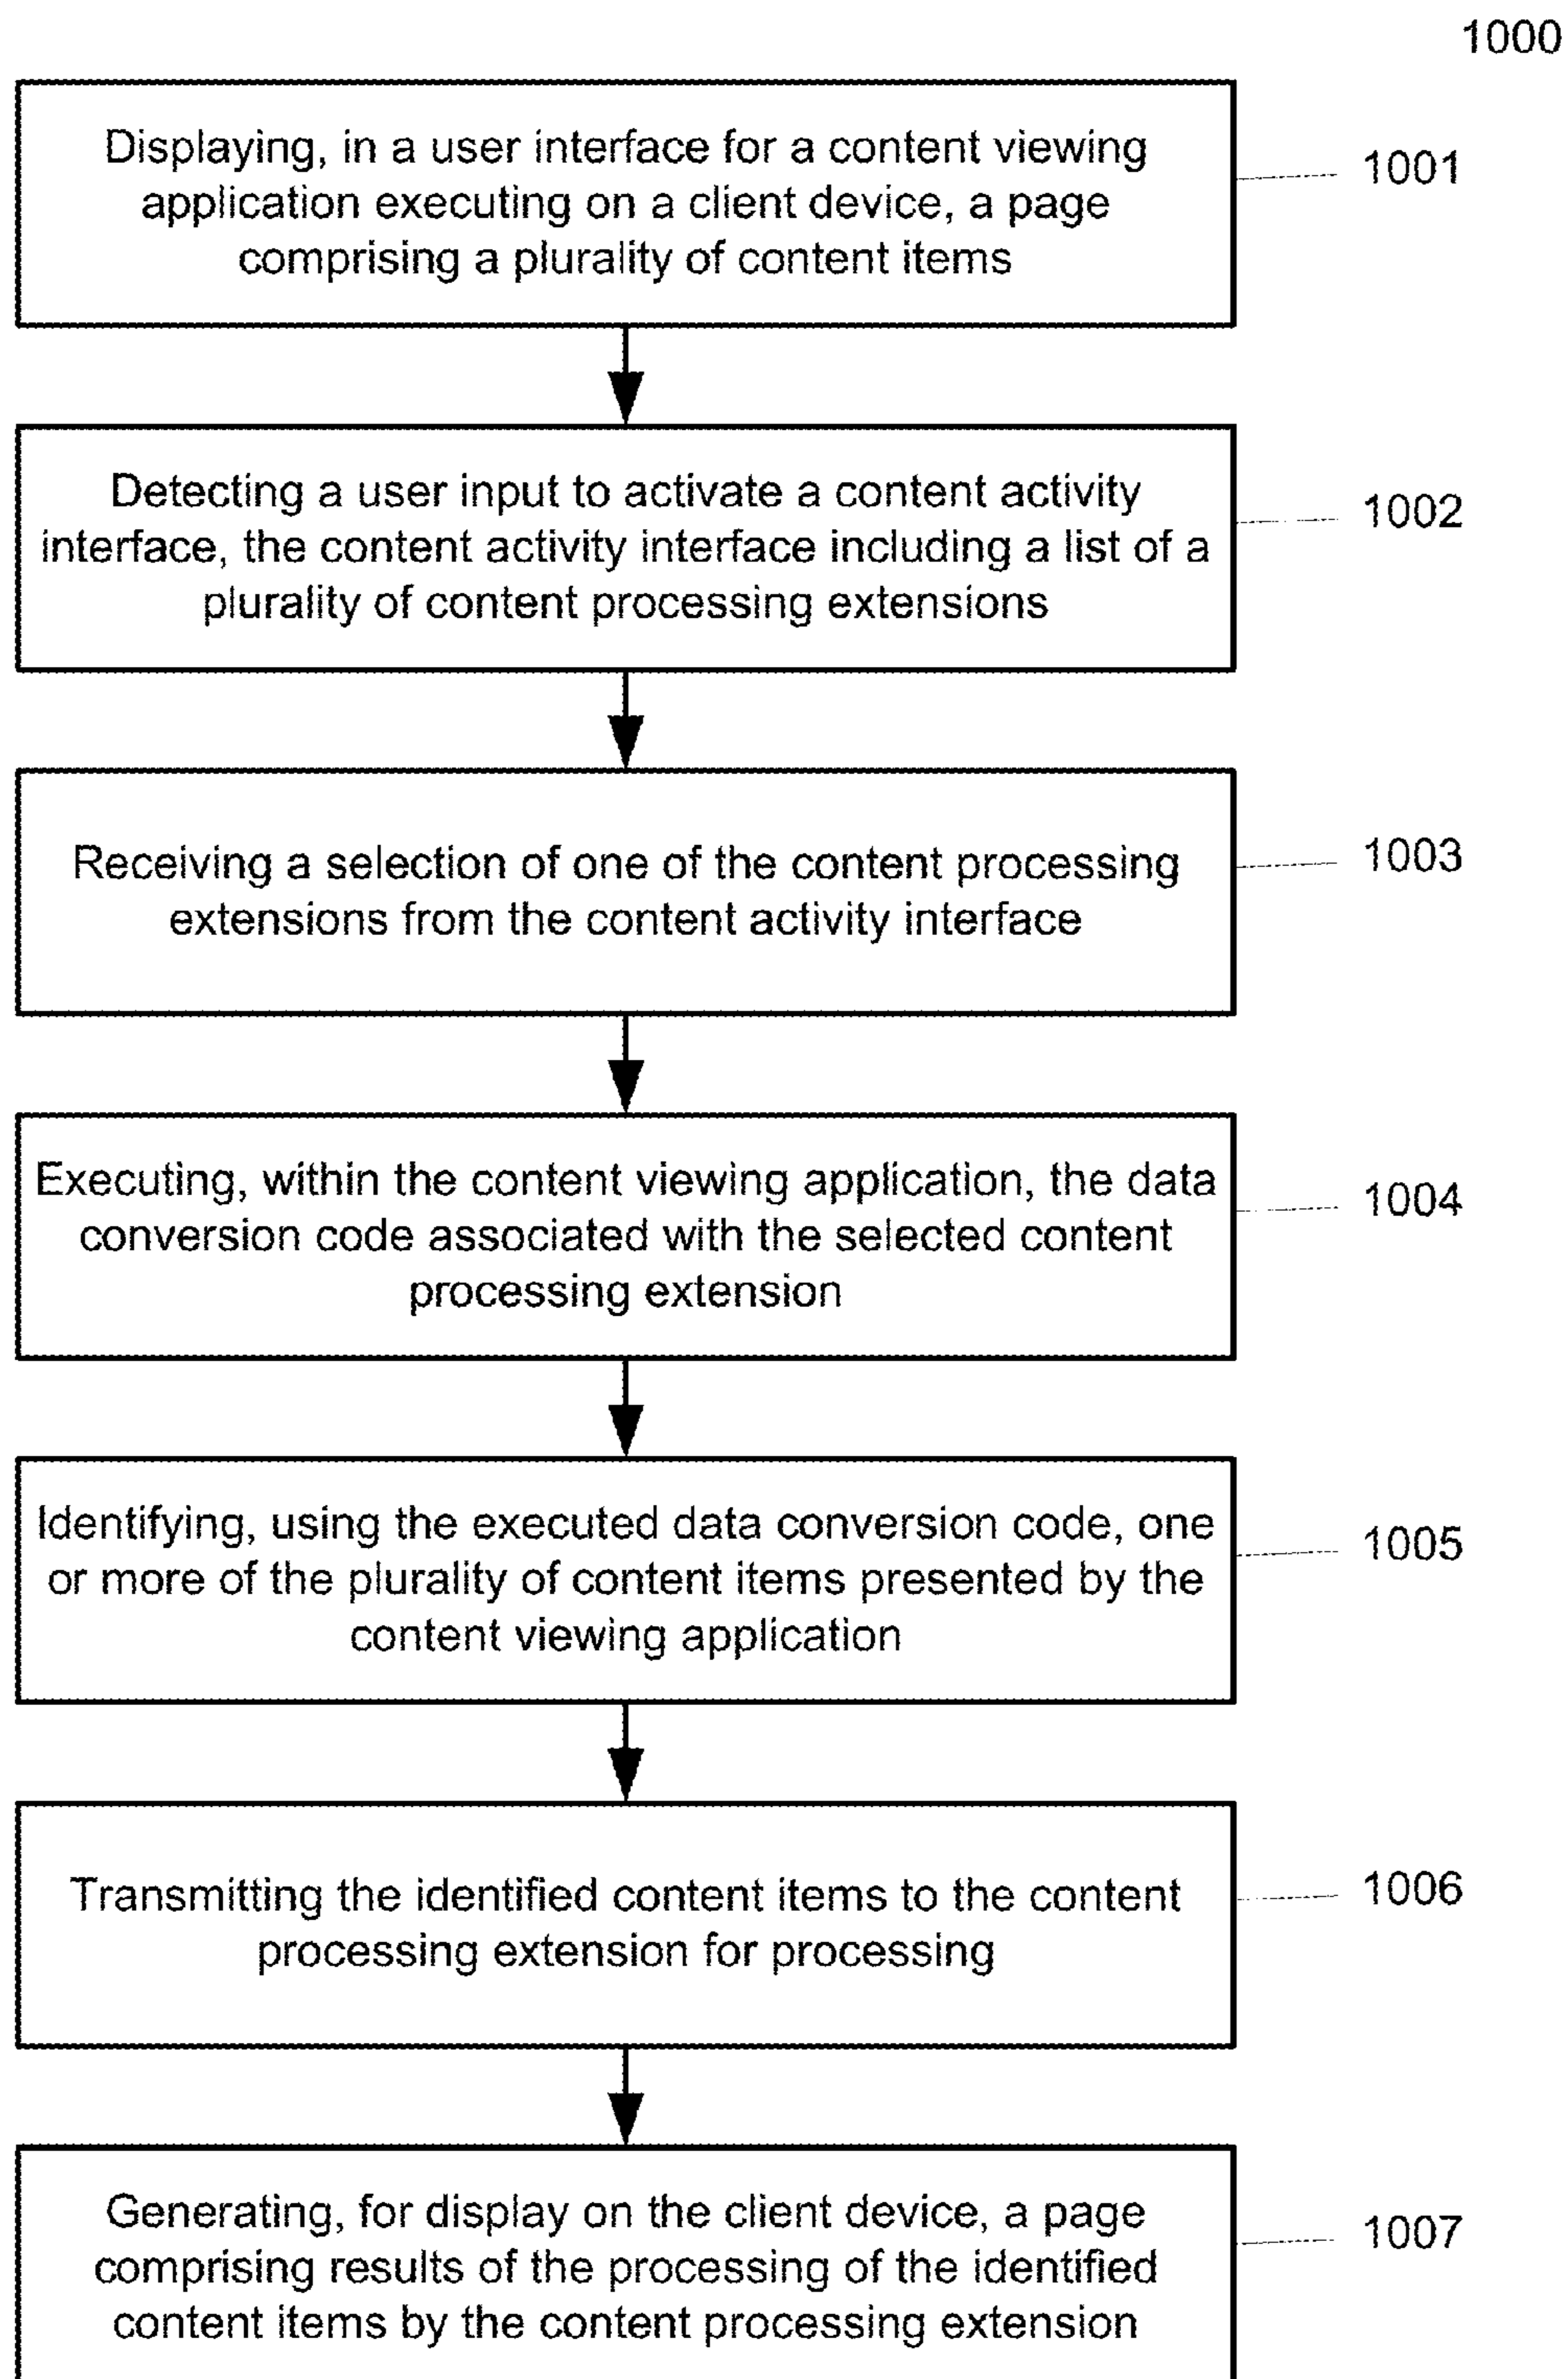 1000
Displaying, in a user interface for a content viewing
application executing on a client device, a page
comprising a plurality of content items
1001
Detecting a user input to activate a content activity
interface, the content activity interface including a list of a
plurality of content processing extensions
1002
Receiving a selection of one of the content processing
extensions from the content activity interface
1003
Executing, within the content viewing application, the data
conversion code associated with the selected content
processing extension
1004
Identifying, using the executed data conversion code, one
or more of the plurality of content items presented by the
content viewing application
1005
Transmitting the identified content items to the content
processing extension for processing
1006
Generating, for display on the client device, a page
comprising results of the processing of the identified
content items by the content processing extension
1007